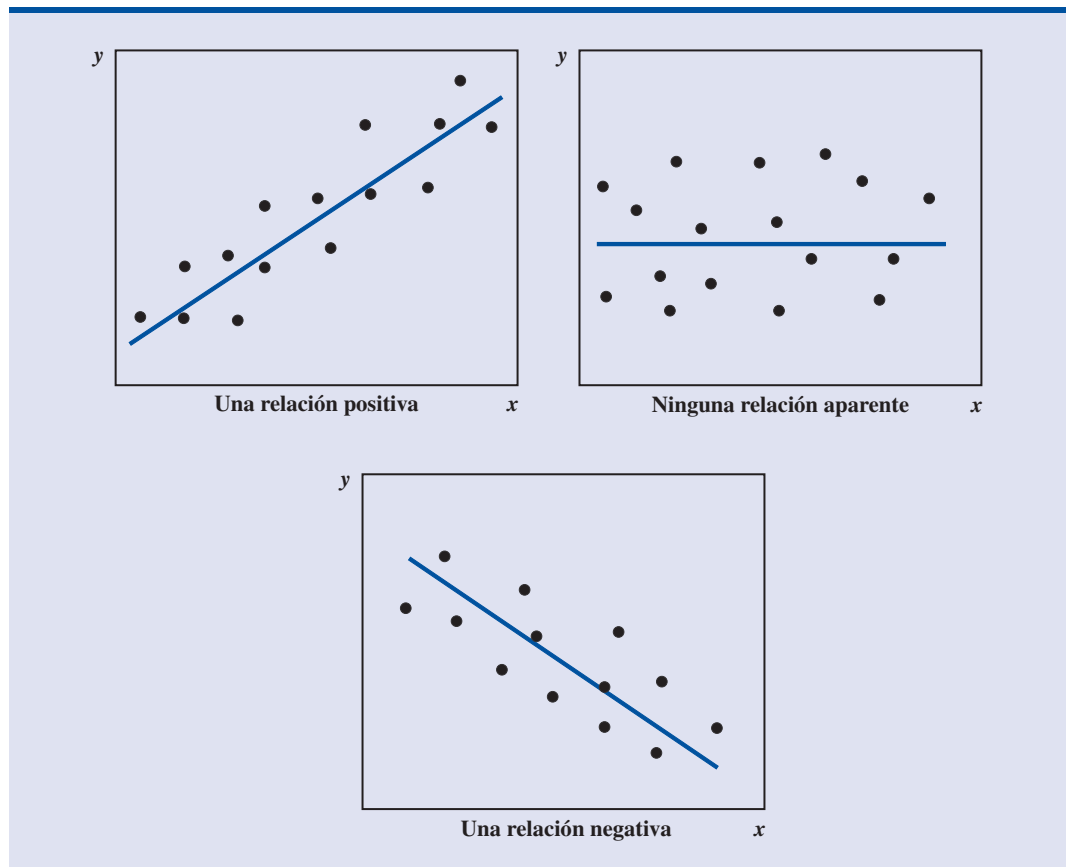 y
y
Una relación positiva x
Ninguna relación aparente x
y
Una relación negativa x